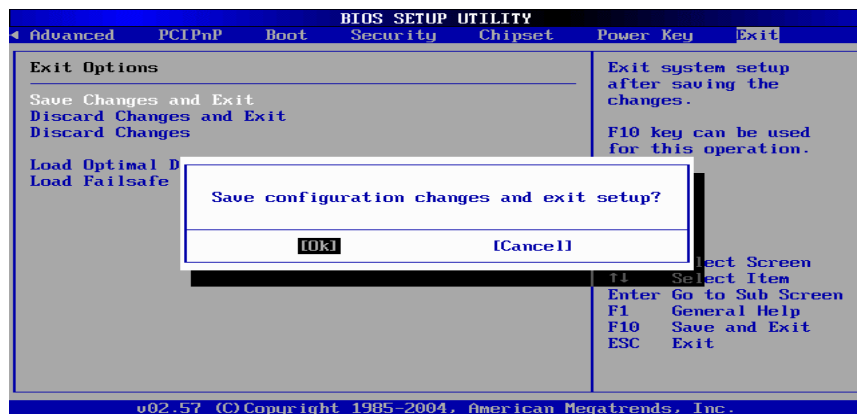 BIOS SETUP UTILITY
Advanced PCIPnP Boot Security Chipset Power Key Exit
Exit Options
Save Changes and Exit
Discard Changes and Exit
Discard Changes
Load Optimal D
Load Failsafe
Exit system setup
after saving the
changes.
F10 key can be used
for this operation.
Save configuration changes and exit setup?
[Ok] [Cancel]
lect Screen
↑↓ Select Item
Enter Go to Sub Screen
F1 General Help
F10 Save and Exit
ESC Exit
v02.57 (C)Copyright 1985-2004, American Megatrends, Inc.